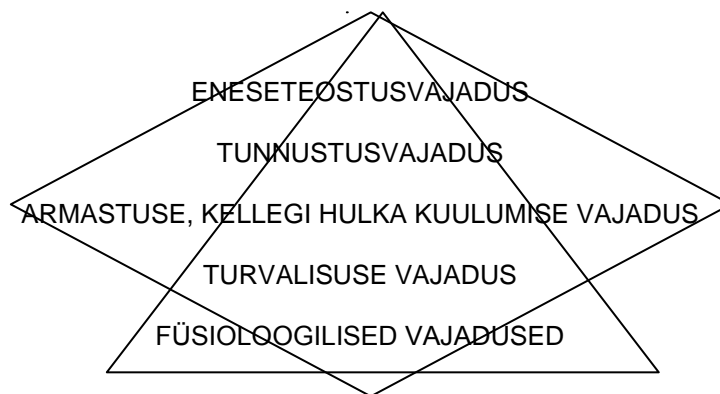 ENESETEOSTUSVAJADUS
TUNNUSTUSVAJADUS
ARMASTUSE, KELLEGI HULKA KUULUMISE VAJADUS
TURVALISUSE VAJADUS
FÜSIOLOOGILISED VAJADUSED